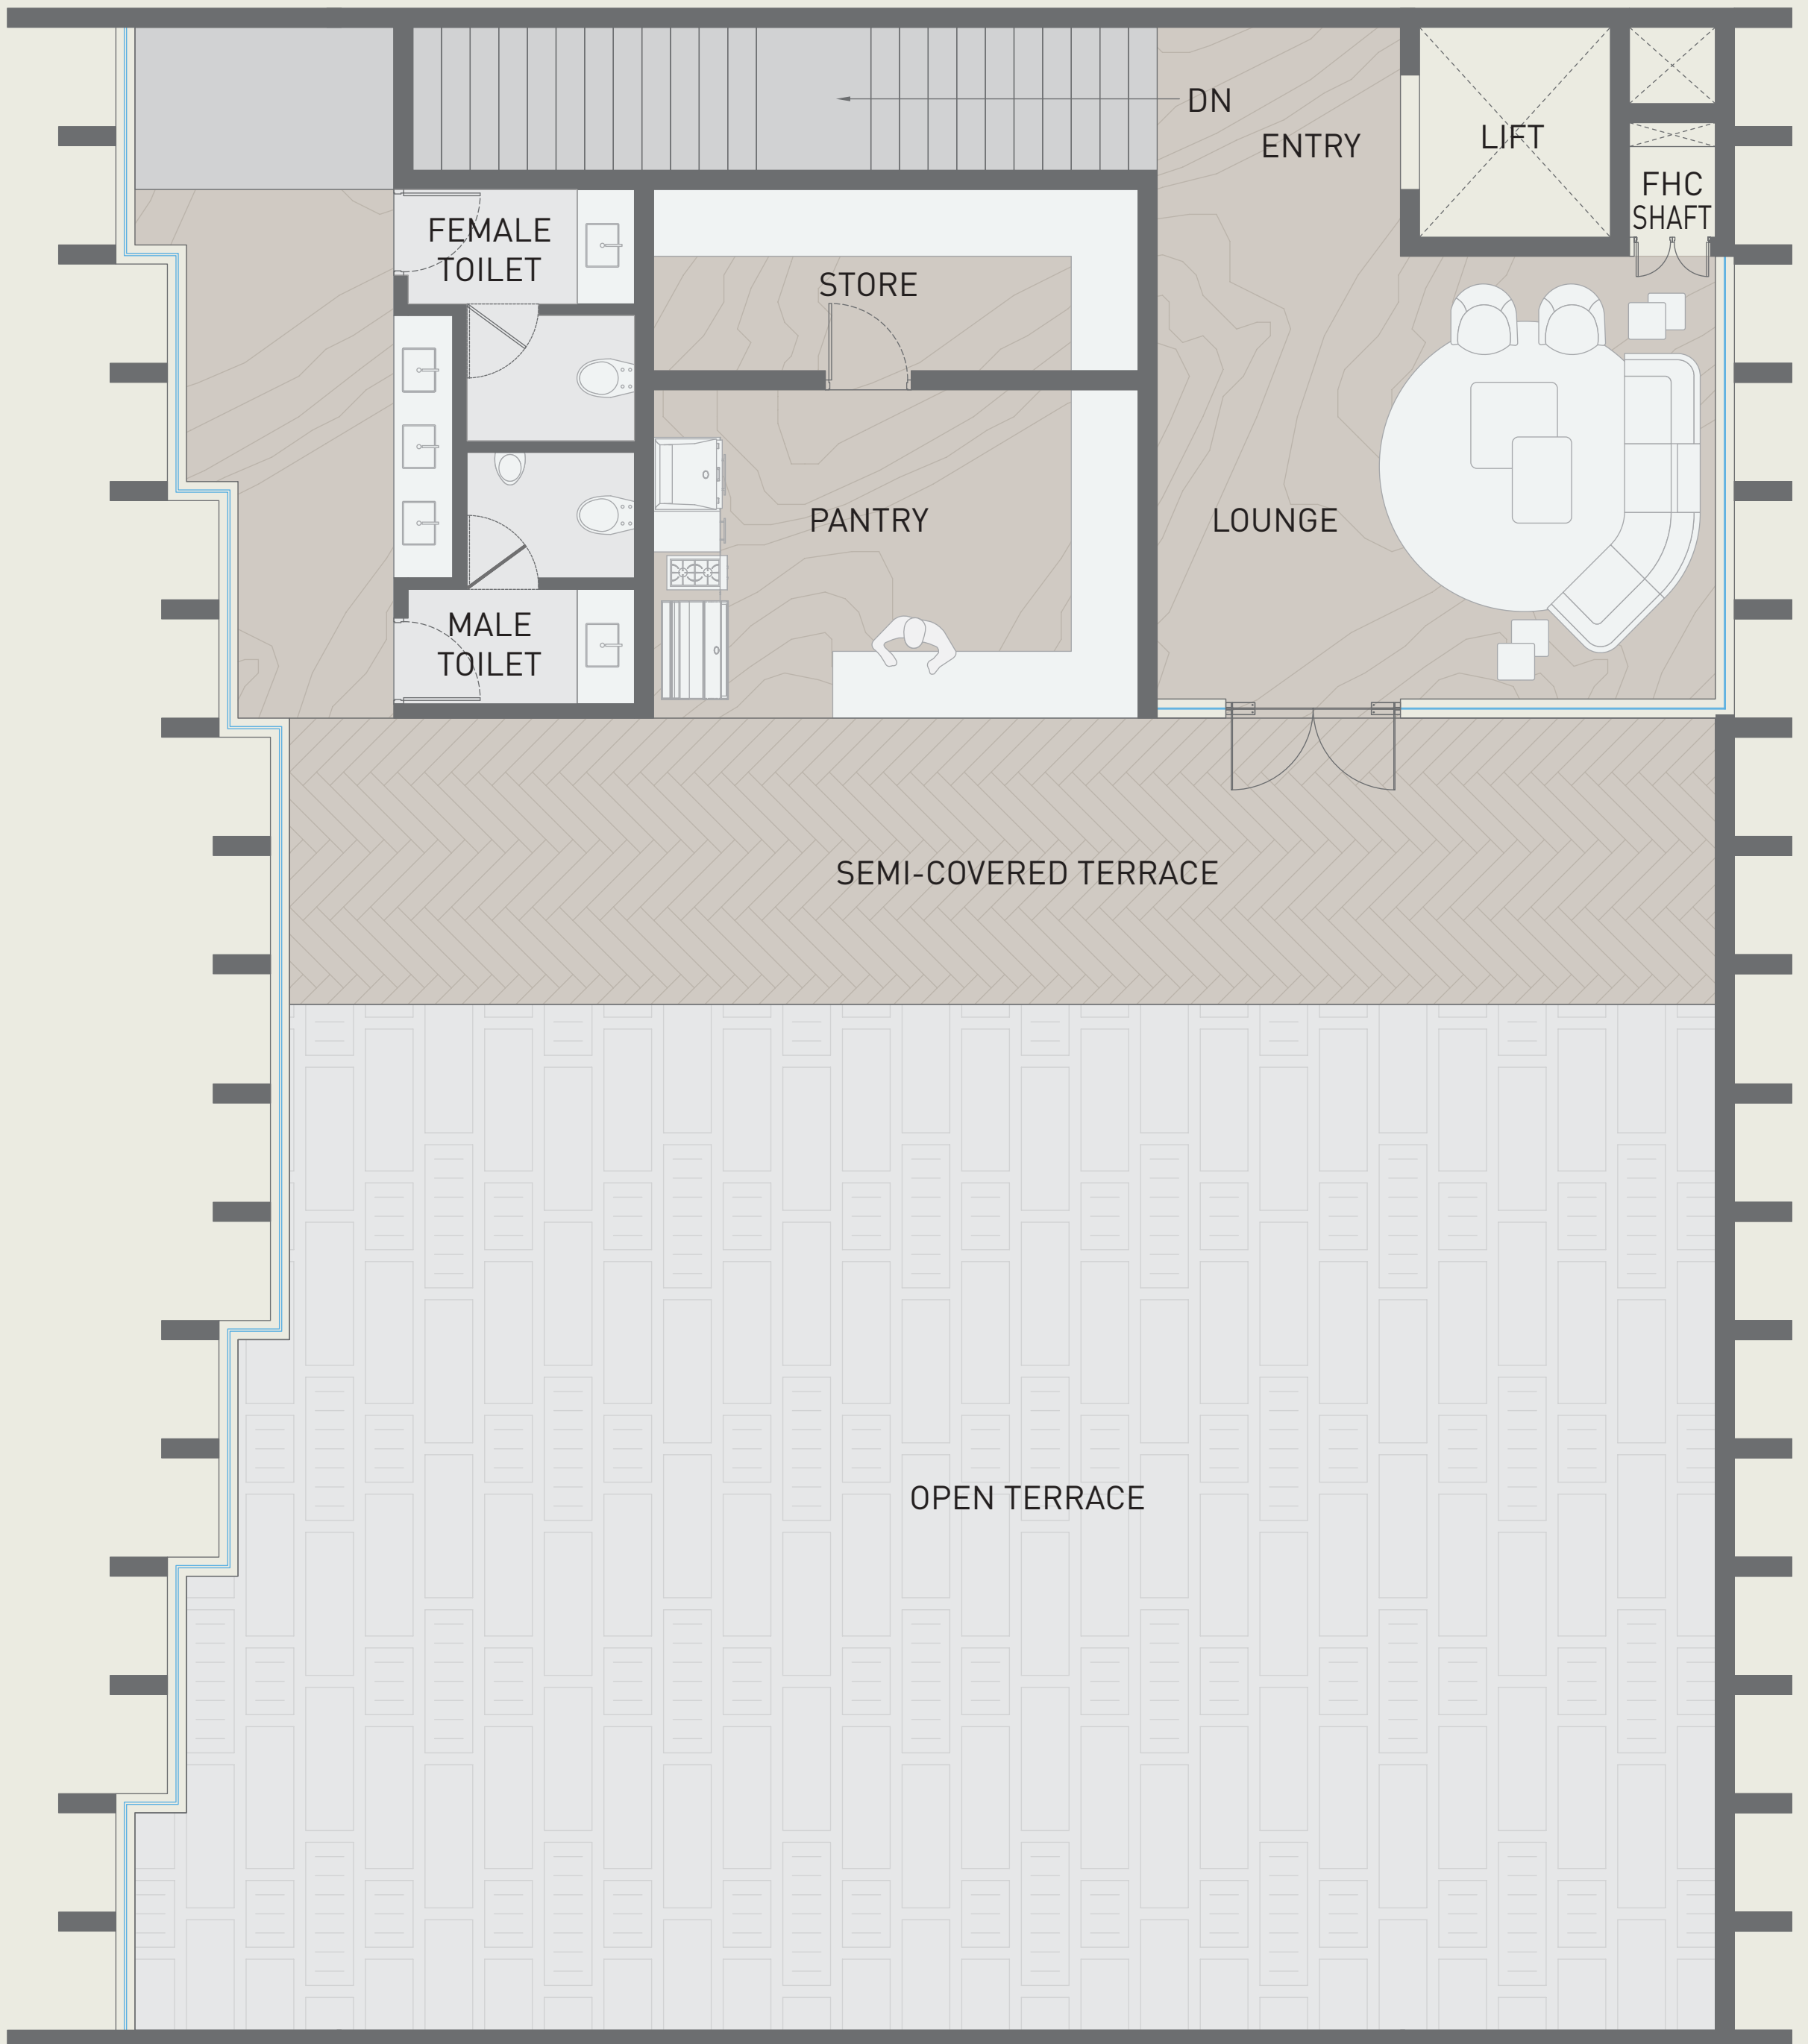 DN
ENTRY
LIFT
FHC
SHAFT
FEMALE
TOILET
STORE
PANTRY
LOUNGE
MALE
TOILET
SEMI-COVERED TERRACE
OPEN TERRACE